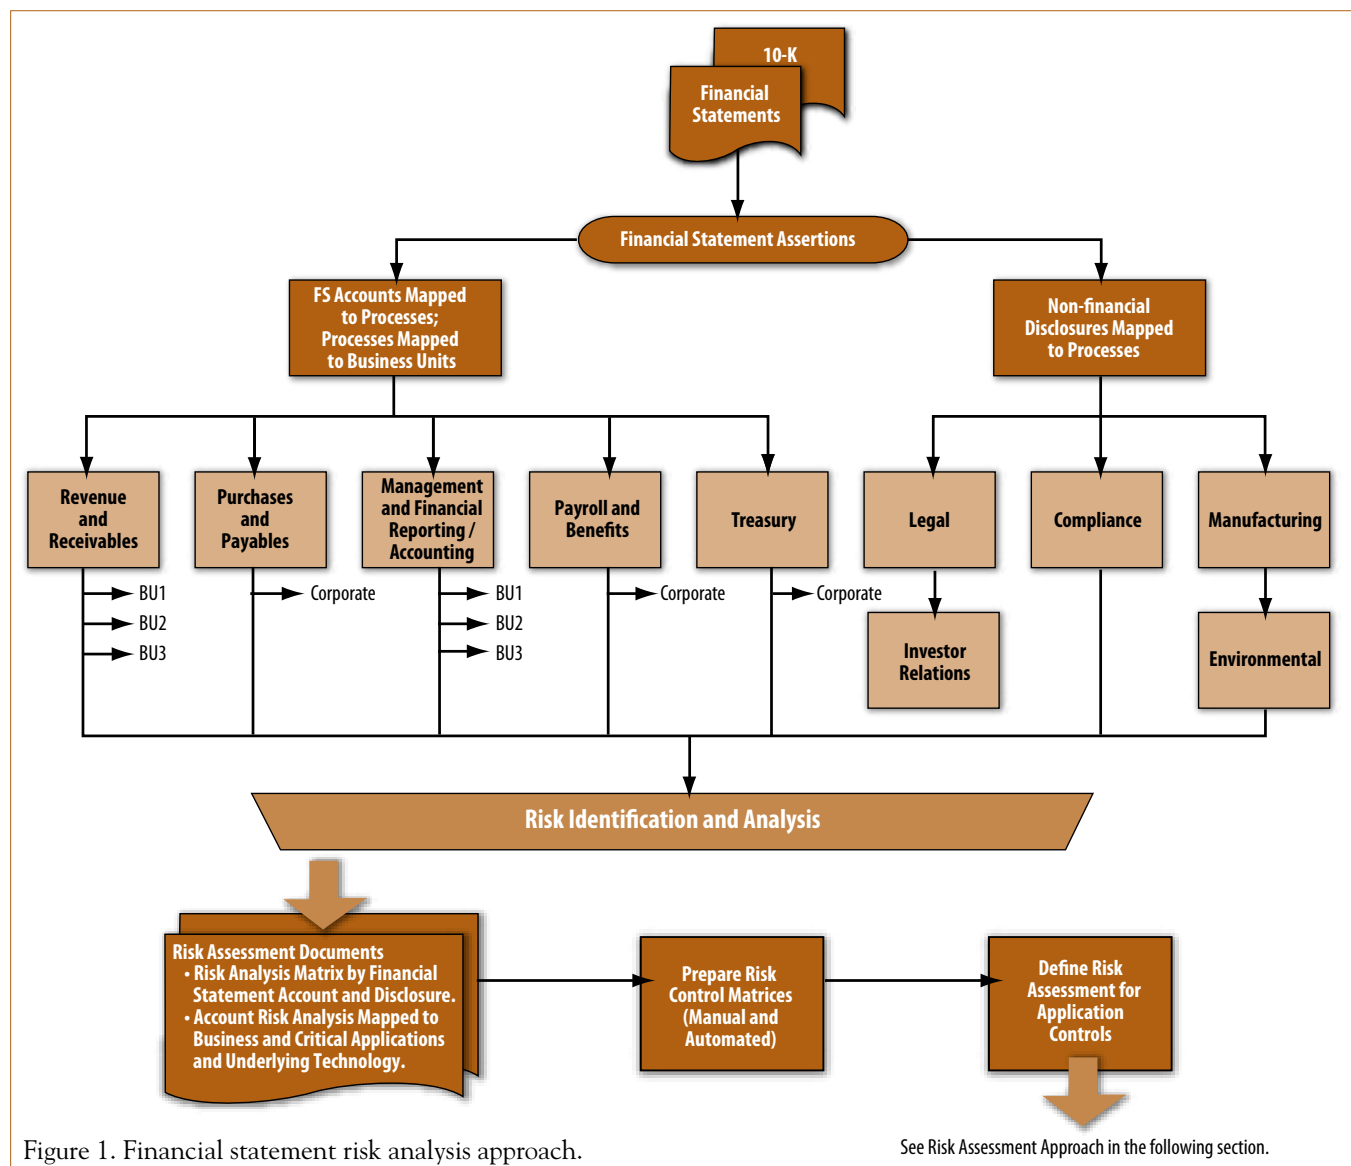 10-K
Financial
Statements
Financial Statement Assertions
FS Accounts Mapped
to Processes;
Processes Mapped
to Business Units
Non-financial
Disclosures Mapped
to Processes
Revenue
and
Receivables
Purchases
and
Payables
Management
and Financial
Reporting /
Accounting
Payroll and
Benefits
Treasury
Legal
Compliance
Manufacturing
BU1
BU2
BU3
Corporate
BU1
BU2
BU3
Corporate
Corporate
Investor
Relations
Environmental
Risk Identification and Analysis
Risk Assessment Documents
• Risk Analysis Matrix by Financial
Statement Account and Disclosure.
• Account Risk Analysis Mapped to
Business and Critical Applications
and Underlying Technology.
Prepare Risk
Control Matrices
(Manual and
Automated)
Define Risk
Assessment for
Application
Controls
See Risk Assessment Approach in the following section.
Figure 1. Financial statement risk analysis approach.